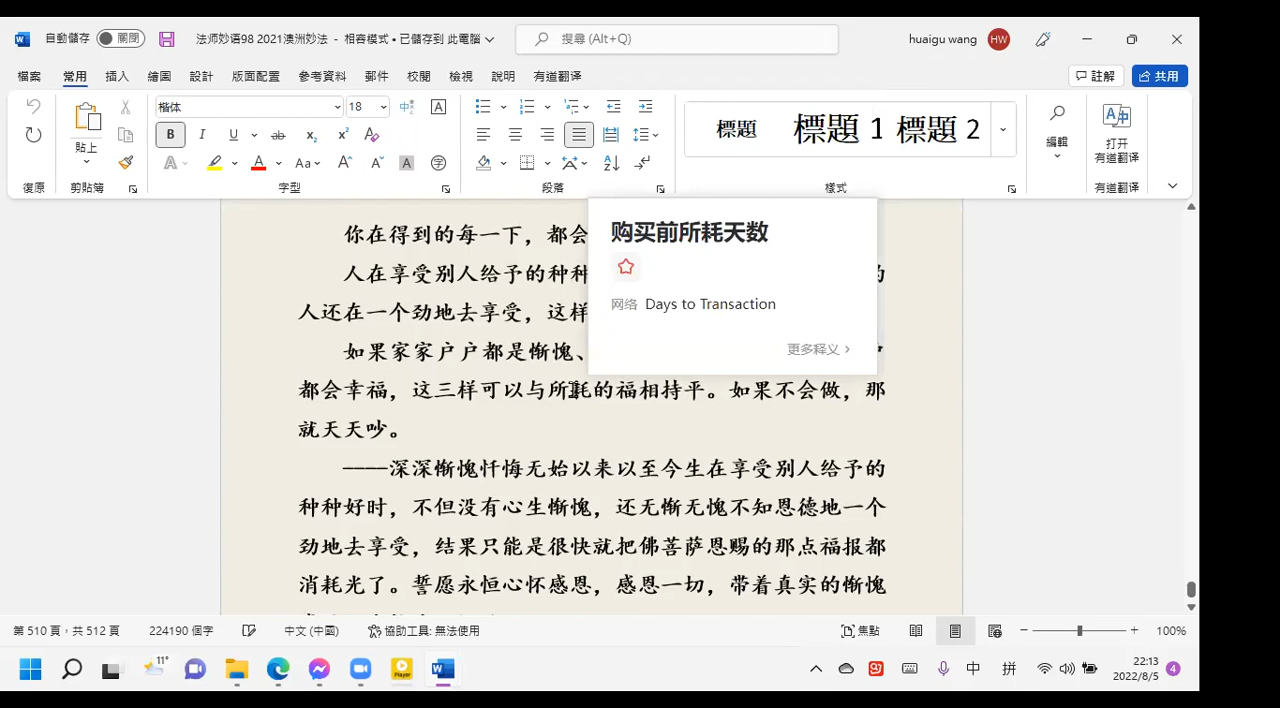 自動儲存 關閉 法师妙语98 2021澳洲妙法 - 相容模式 • 已儲存到 此電腦 搜尋 (Alt+Q) huaigu wang HW
檔案 常用 插入 繪圖 設計 版面配置 參考資料 郵件 校閱 檢視 說明 有道翻译 註解 共用
楷体 18
標題 標題 1 標題 2
貼上
編輯
打开
有道翻译
復原 剪貼簿 字型 段落 樣式 有道翻译
购买前所耗天数
网络 Days to Transaction
更多释义
你在得到的每一下，都会
人在享受别人给予的种种 的
人还在一个劲地去享受，这样
如果家家户户都是惭愧、
都会幸福，这三样可以与所耗的福相持平。如果不会做，那
就天天吵。
——深深惭愧忏悔无始以来以至今生在享受别人给予的
种种好时，不但没有心生惭愧，还无惭无愧不知恩德地一个
劲地去享受，结果只能是很快就把佛菩萨恩赐的那点福报都
消耗光了。誓愿永恒心怀感恩，感恩一切，带着真实的惭愧
第 510 頁，共 512 頁 224190 個字 中文 (中國) 協助工具: 無法使用 焦點 100%
11° Player 中 拼 22:13
2022/8/5 4